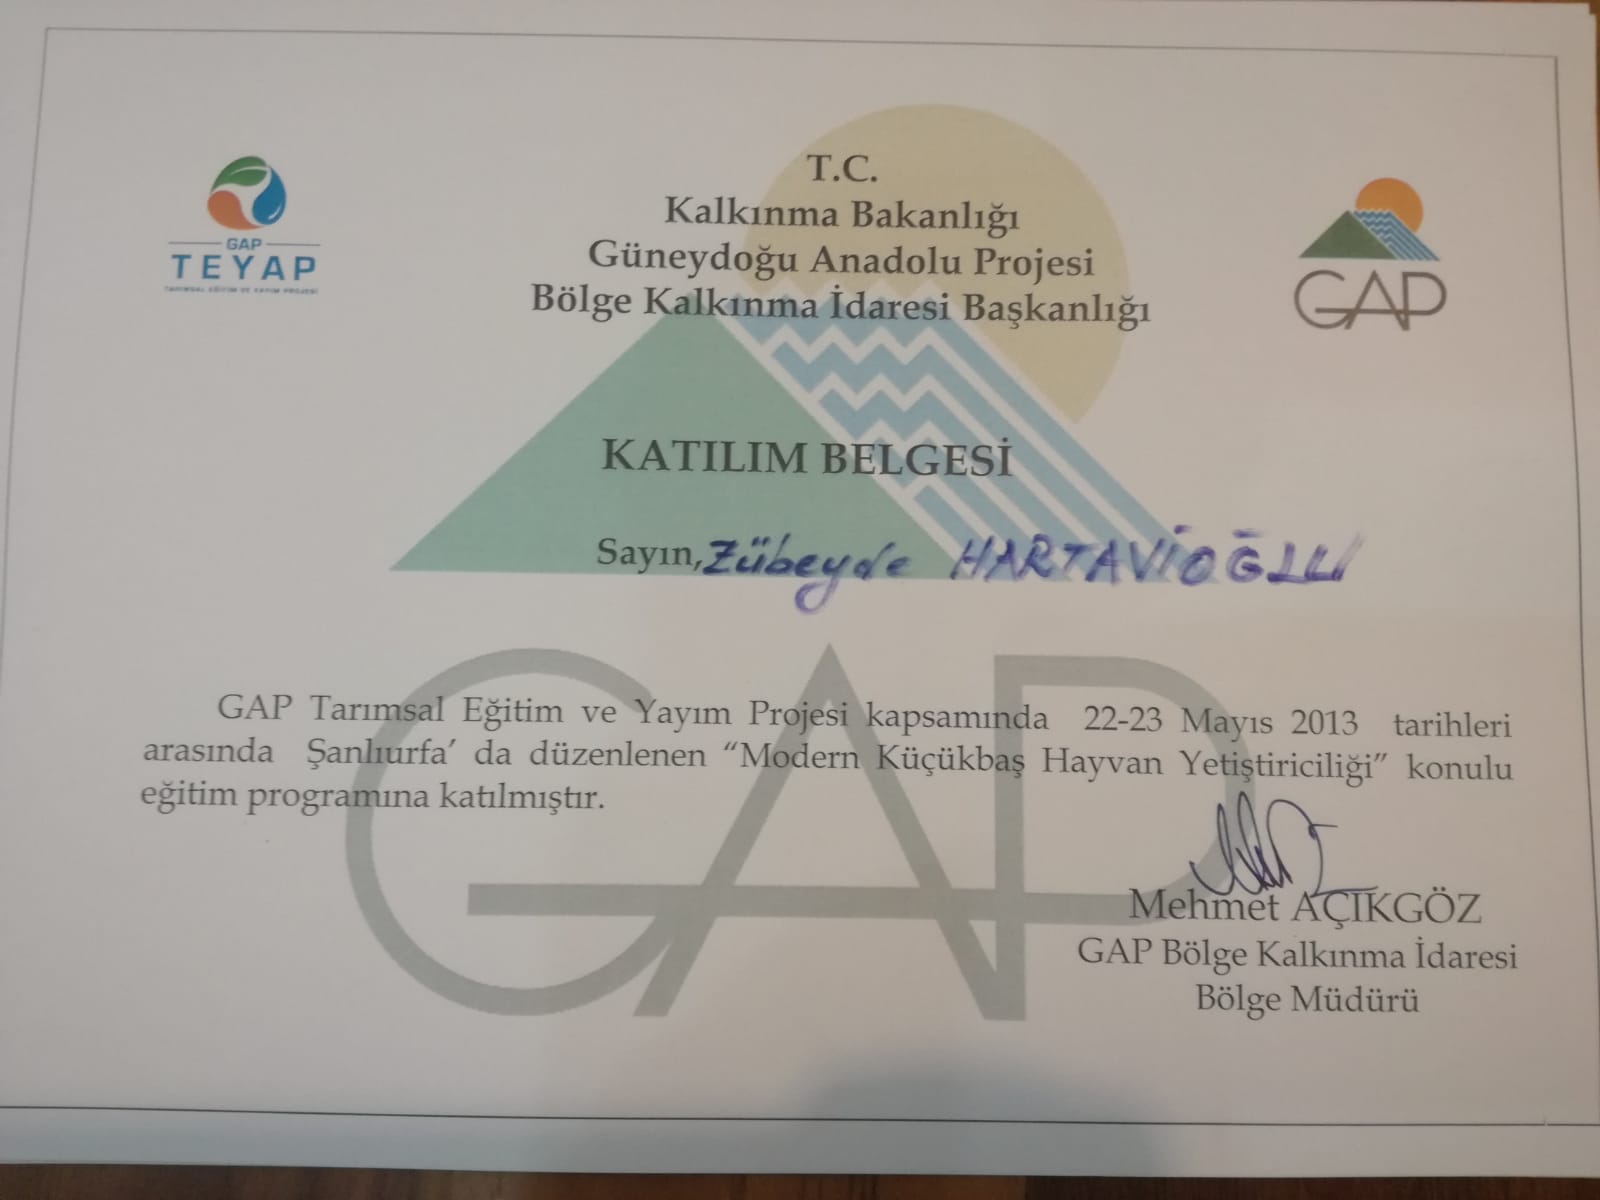 T.C.
Kalkınma Bakanlığı
Güneydoğu Anadolu Projesi
Bölge Kalkınma İdaresi Başkanlığı
GAP
TEYAP
TARIMSAL EĞİTİM VE YAYIM PROJESİ
GAP
KATILIM BELGESİ
Sayın, Zübeyde HARTAVİOĞLU
GAP Tarımsal Eğitim ve Yayım Projesi kapsamında 22-23 Mayıs 2013 tarihleri
arasında Şanlıurfa' da düzenlenen "Modern Küçükbaş Hayvan Yetiştiriciliği" konulu
eğitim programına katılmıştır.
GAP
Mehmet AÇIKGÖZ
GAP Bölge Kalkınma İdaresi
Bölge Müdürü